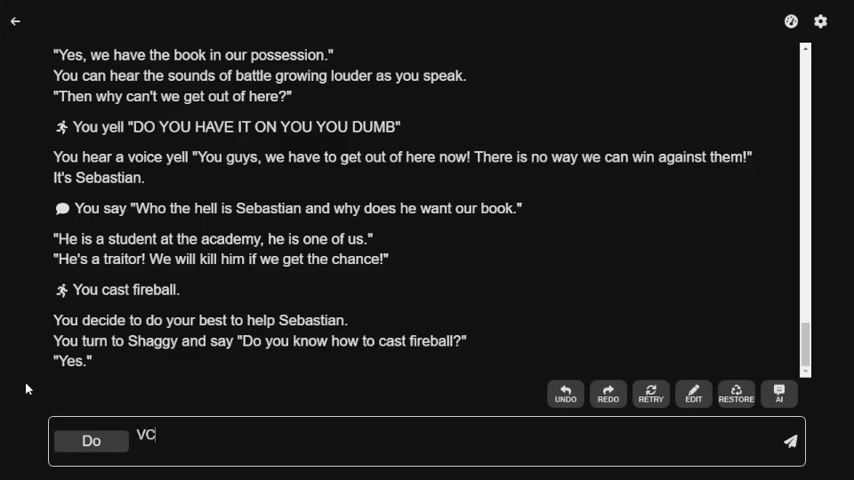 "Yes, we have the book in our possession."
You can hear the sounds of battle growing louder as you speak.
"Then why can't we get out of here?"
You yell "DO YOU HAVE IT ON YOU YOU DUMB"
You hear a voice yell "You guys, we have to get out of here now! There is no way we can win against them!"
It's Sebastian.
You say "Who the hell is Sebastian and why does he want our book."
"He is a student at the academy, he is one of us."
"He's a traitor! We will kill him if we get the chance!"
You cast fireball.
You decide to do your best to help Sebastian.
You turn to Shaggy and say "Do you know how to cast fireball?"
"Yes."
UNDO REDO RETRY EDIT RESTORE AI
Do VC